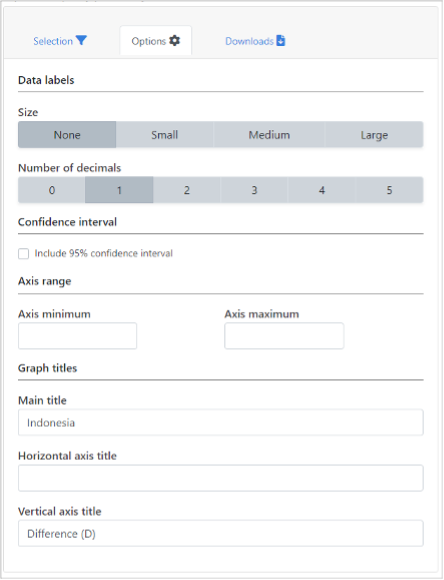 Selection Options Downloads
Data labels
Size
None Small Medium Large
Number of decimals
0 1 2 3 4 5
Confidence interval
Include 95% confidence interval
Axis range
Axis minimum Axis maximum
Graph titles
Main title
Indonesia
Horizontal axis title
Vertical axis title
Difference (D)